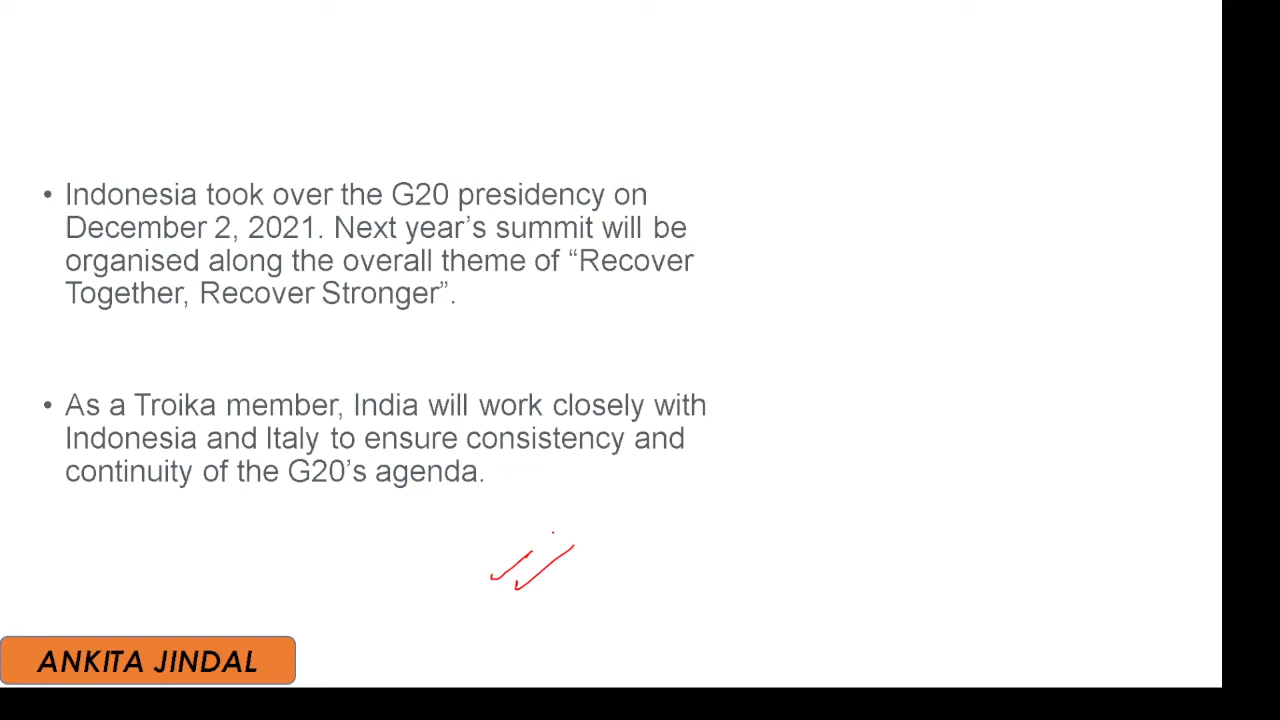 • Indonesia took over the G20 presidency on
December 2, 2021. Next year’s summit will be
organised along the overall theme of “Recover
Together, Recover Stronger”.
• As a Troika member, India will work closely with
Indonesia and Italy to ensure consistency and
continuity of the G20’s agenda.
ANKITA JINDAL